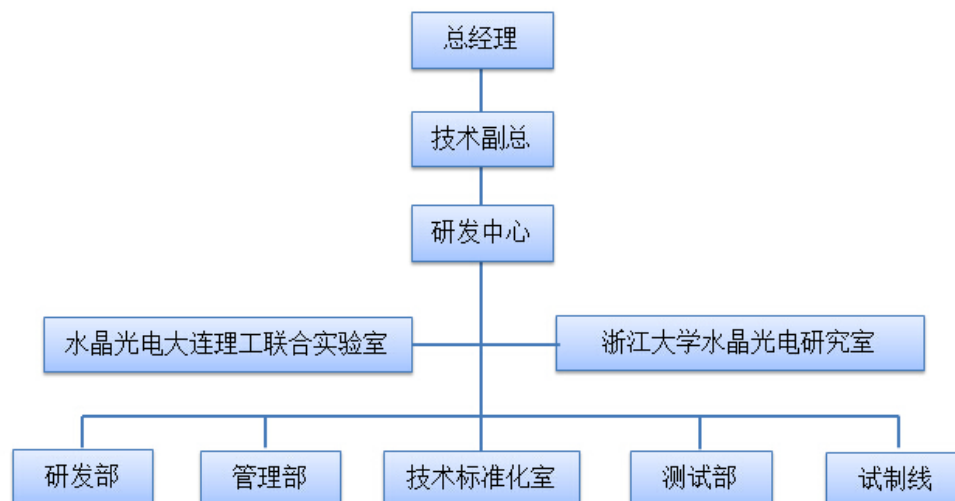 总经理
技术副总
研发中心
水晶光电大连理工联合实验室
浙江大学水晶光电研究室
研发部
管理部
技术标准化室
测试部
试制线